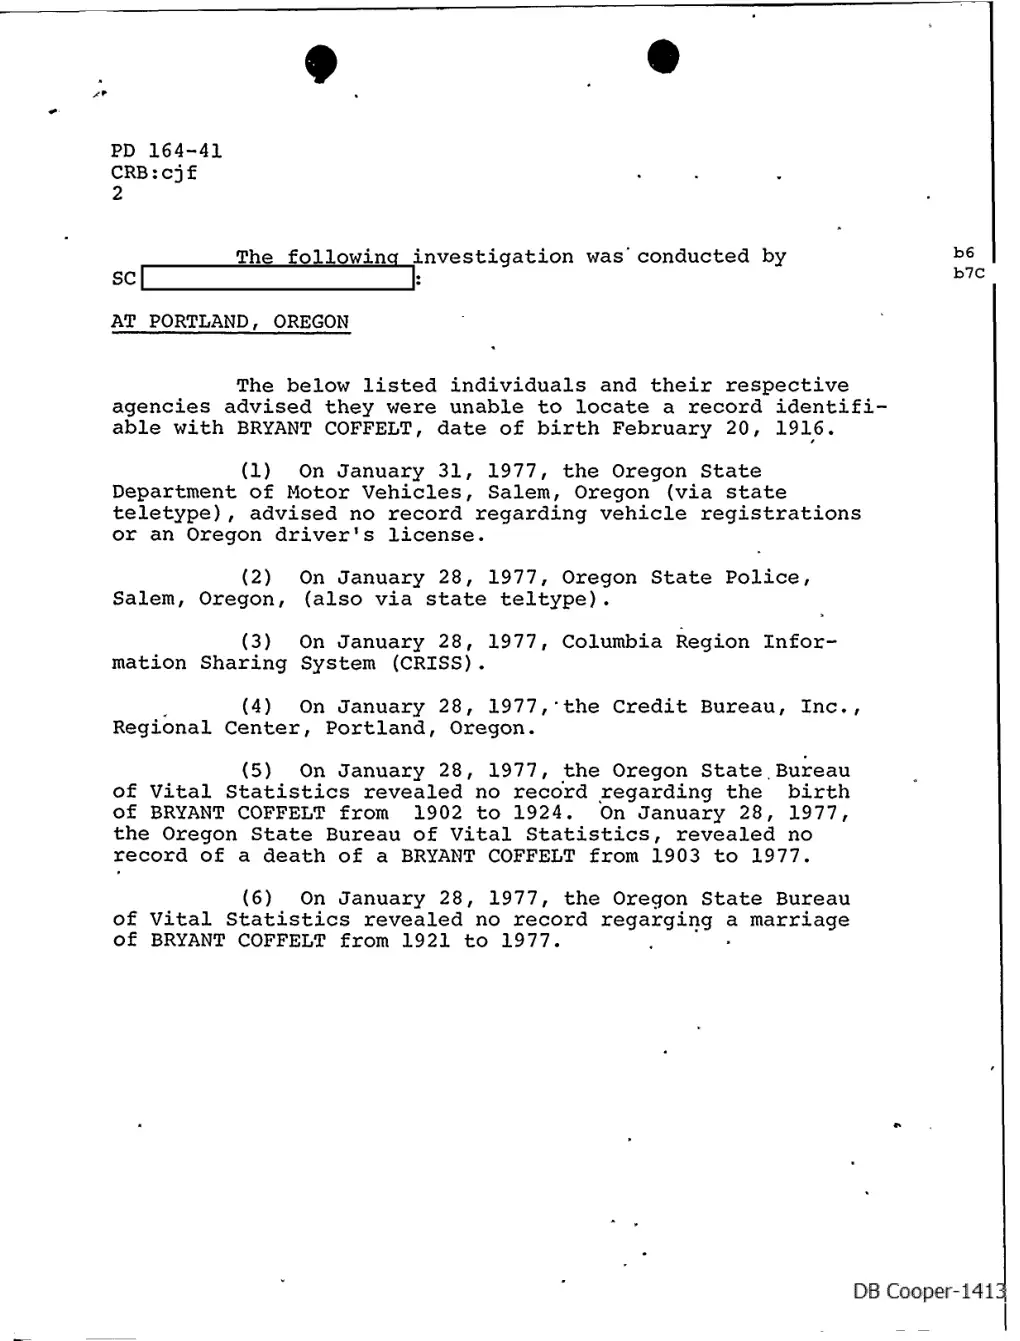 PD 164-41
CRB:cjf
2
The following investigation was conducted by
SC :
b6
b7C
AT PORTLAND, OREGON
The below listed individuals and their respective
agencies advised they were unable to locate a record identifi-
able with BRYANT COFFELT, date of birth February 20, 1916.
(1) On January 31, 1977, the Oregon State
Department of Motor Vehicles, Salem, Oregon (via state
teletype), advised no record regarding vehicle registrations
or an Oregon driver's license.
(2) On January 28, 1977, Oregon State Police,
Salem, Oregon, (also via state teltype).
(3) On January 28, 1977, Columbia Region Infor-
mation Sharing System (CRISS).
(4) On January 28, 1977, the Credit Bureau, Inc.,
Regional Center, Portland, Oregon.
(5) On January 28, 1977, the Oregon State Bureau
of Vital Statistics revealed no record regarding the birth
of BRYANT COFFELT from 1902 to 1924. On January 28, 1977,
the Oregon State Bureau of Vital Statistics, revealed no
record of a death of a BRYANT COFFELT from 1903 to 1977.
(6) On January 28, 1977, the Oregon State Bureau
of Vital Statistics revealed no record regarging a marriage
of BRYANT COFFELT from 1921 to 1977.
DB Cooper-1413